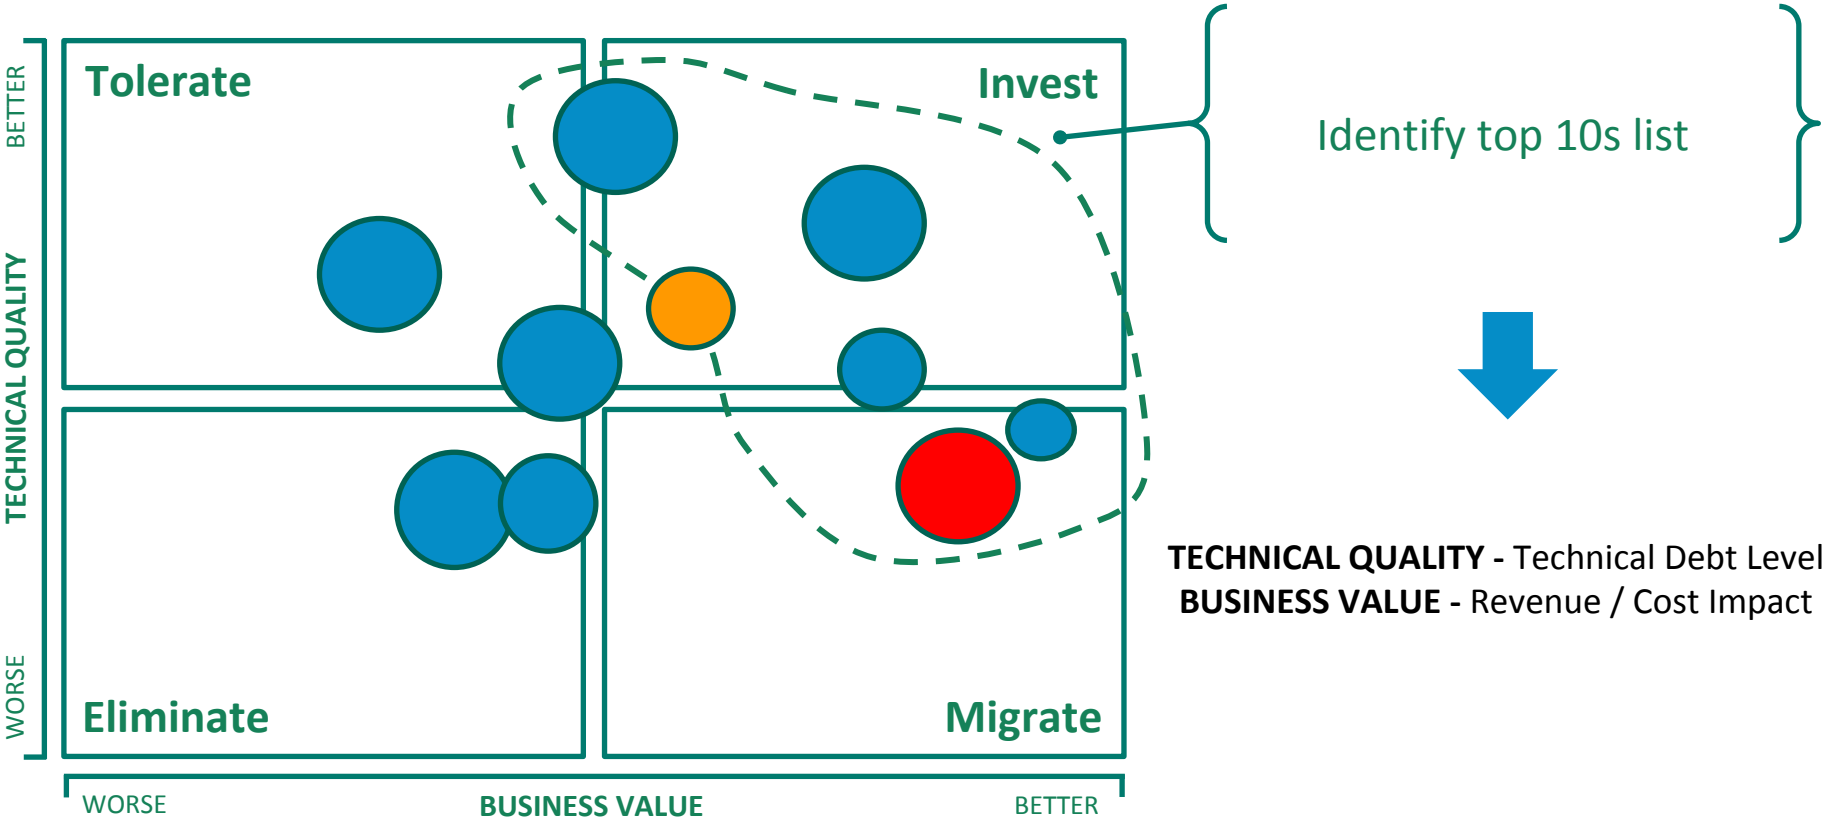 Tolerate
Invest
Identify top 10s list
BETTER
TECHNICAL QUALITY
WORSE
Eliminate
Migrate
WORSE
BUSINESS VALUE
BETTER
TECHNICAL QUALITY - Technical Debt Level
BUSINESS VALUE - Revenue / Cost Impact